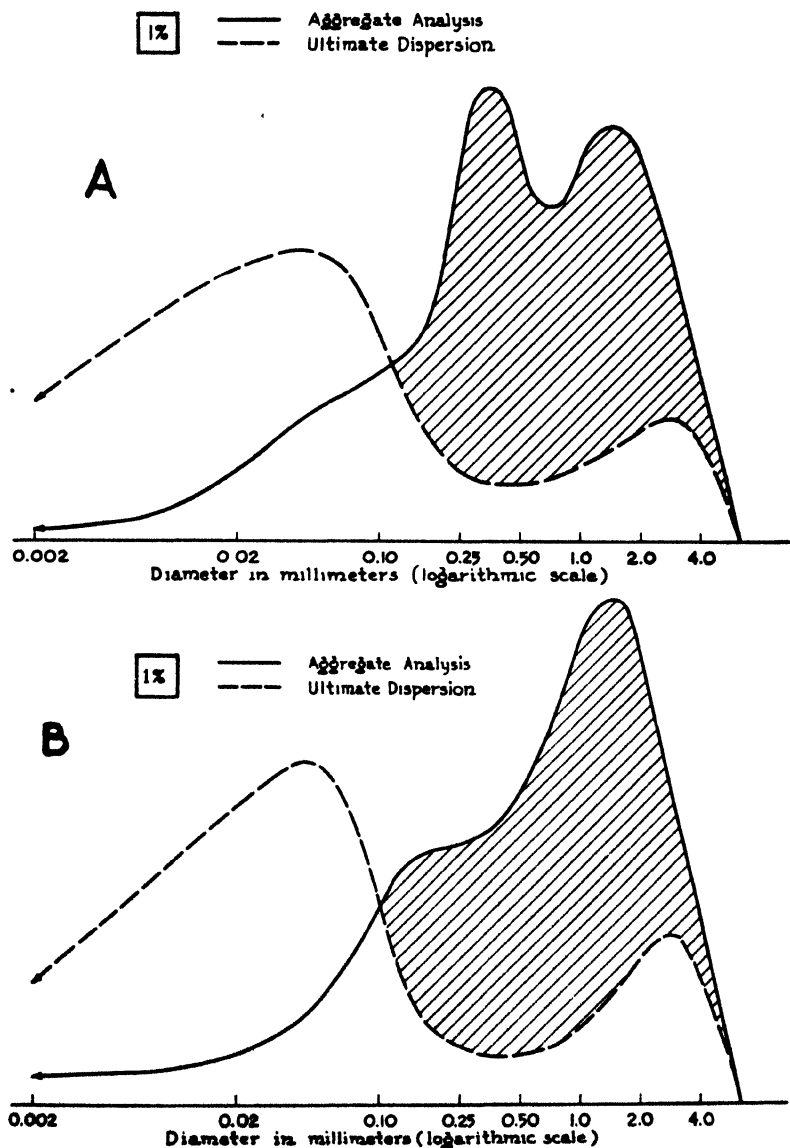 1% Aggregate Analysis
Ultimate Dispersion
A
0.002 0.02 0.10 0.25 0.50 1.0 2.0 4.0
Diameter in millimeters (logarithmic scale)
1% Aggregate Analysis
Ultimate Dispersion
B
0.002 0.02 0.10 0.25 0.50 1.0 2.0 4.0
Diameter in millimeters (logarithmic scale)